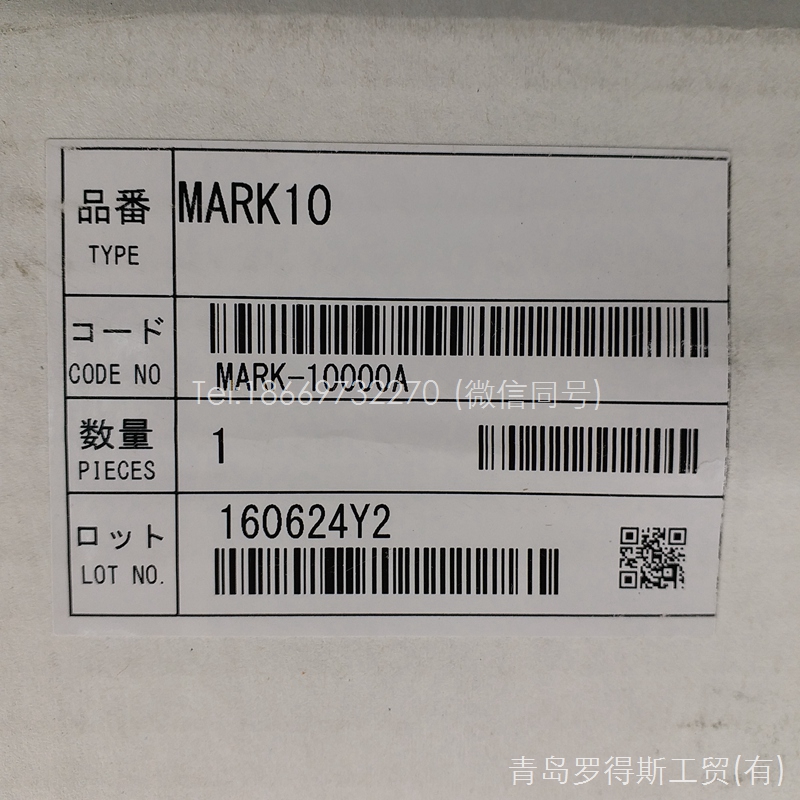 品番 MARK10
TYPE
コード
CODE NO MARK-10000A
Tel:18669732270 (微信同号)
数量 1
PIECES
ロット 160624Y2
LOT NO.
青岛罗得斯工贸(有)